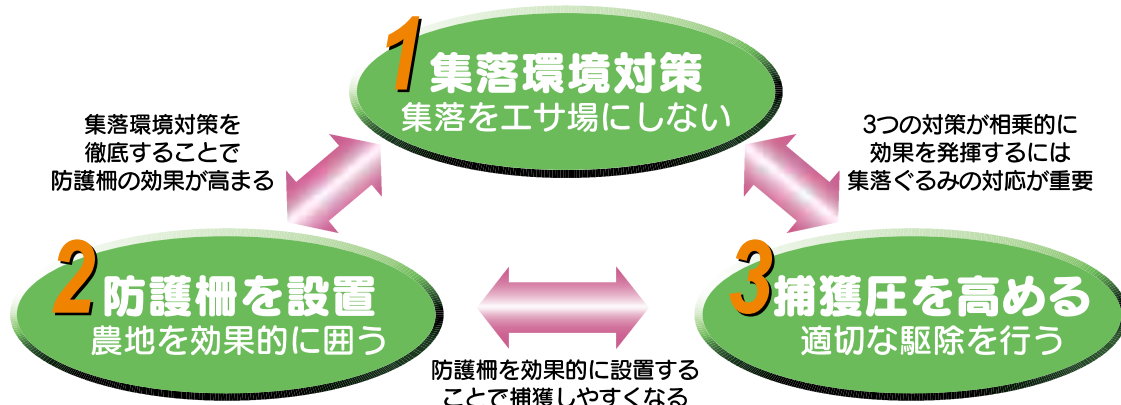 1 集落環境対策
集落をエサ場にしない
集落環境対策を
徹底することで
防護柵の効果が高まる
3つの対策が相乗的に
効果を発揮するには
集落ぐるみの対応が重要
2 防護柵を設置
農地を効果的に囲う
3 捕獲圧を高める
適切な駆除を行う
防護柵を効果的に設置する
ことで捕獲しやすくなる